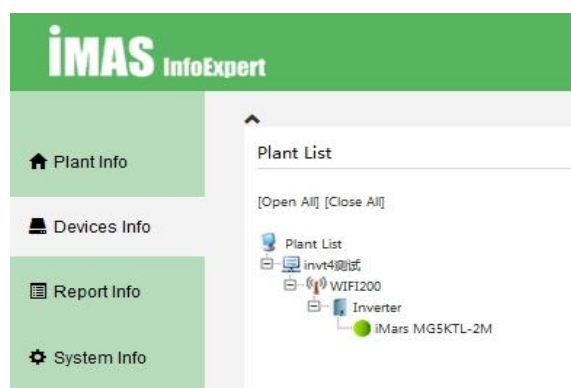 iMAS InfoExpert
Plant Info
Devices Info
Report Info
System Info
Plant List
[Open All] [Close All]
Plant List
invt4测试
WIFI200
Inverter
iMars MG5KTL-2M